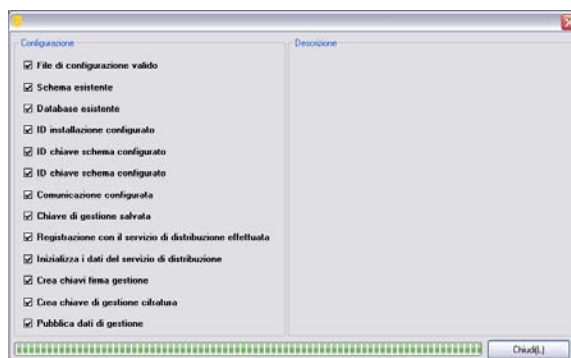 Configurazione
Descrizione
File di configurazione valido
Schema esistente
Database esistente
ID installazione configurato
ID chiave schema configurato
ID chiave schema configurato
Comunicazione configurata
Chiave di gestione salvata
Registrazione con il servizio di distribuzione effettuata
Inizializza i dati del servizio di distribuzione
Crea chiavi firma gestione
Crea chiave di gestione cifratura
Pubblica dati di gestione
Chiudi(L)